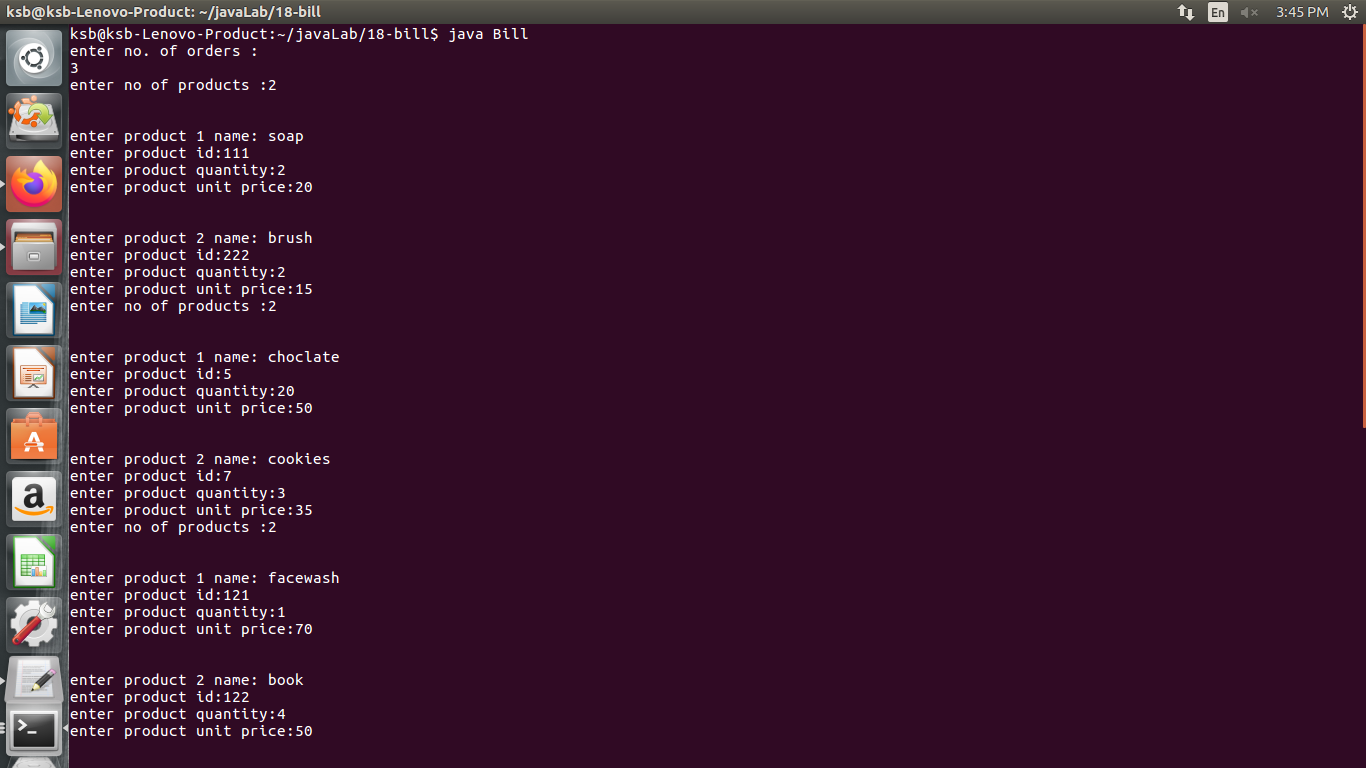 ksb@ksb-Lenovo-Product: ~/javaLab/18-bill
En
3:45 PM
ksb@ksb-Lenovo-Product:~/javaLab/18-bill$ java Bill
enter no. of orders :
3
enter no of products :2
enter product 1 name: soap
enter product id:111
enter product quantity:2
enter product unit price:20
enter product 2 name: brush
enter product id:222
enter product quantity:2
enter product unit price:15
enter no of products :2
enter product 1 name: choclate
enter product id:5
enter product quantity:20
enter product unit price:50
enter product 2 name: cookies
enter product id:7
enter product quantity:3
enter product unit price:35
enter no of products :2
enter product 1 name: facewash
enter product id:121
enter product quantity:1
enter product unit price:70
enter product 2 name: book
enter product id:122
enter product quantity:4
enter product unit price:50